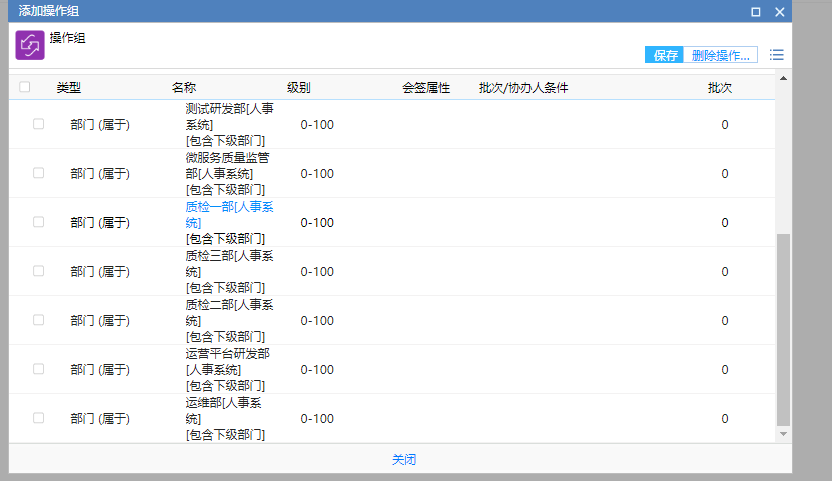 添加操作组
操作组
保存 删除操作...
类型 名称 级别 会签属性 批次/协办人条件 批次
部门 (属于) 测试研发部[人事系统] [包含下级部门] 0-100 0
部门 (属于) 微服务质量监管部[人事系统] [包含下级部门] 0-100 0
部门 (属于) 质检一部[人事系统] [包含下级部门] 0-100 0
部门 (属于) 质检三部[人事系统] [包含下级部门] 0-100 0
部门 (属于) 质检二部[人事系统] [包含下级部门] 0-100 0
部门 (属于) 运营平台研发部[人事系统] [包含下级部门] 0-100 0
部门 (属于) 运维部[人事系统] [包含下级部门] 0-100 0
关闭